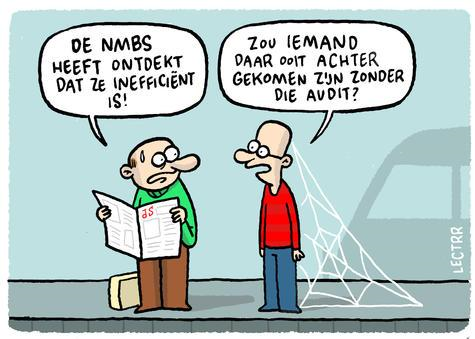 DE NMBS
HEEFT ONTDEKT
DAT ZE INEFFICIËNT
IS!
ZOU IEMAND
DAAR OOIT ACHTER
GEKOMEN ZIJN ZONDER
DIE AUDIT?
LECTRR